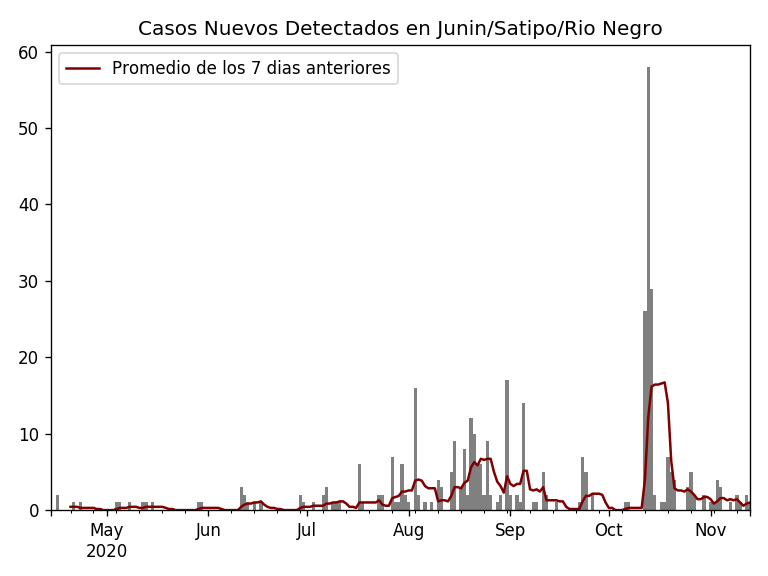 Casos Nuevos Detectados en Junin/Satipo/Rio Negro
Promedio de los 7 dias anteriores
60
50
40
30
20
10
0
May Jun Jul Aug Sep Oct Nov
2020